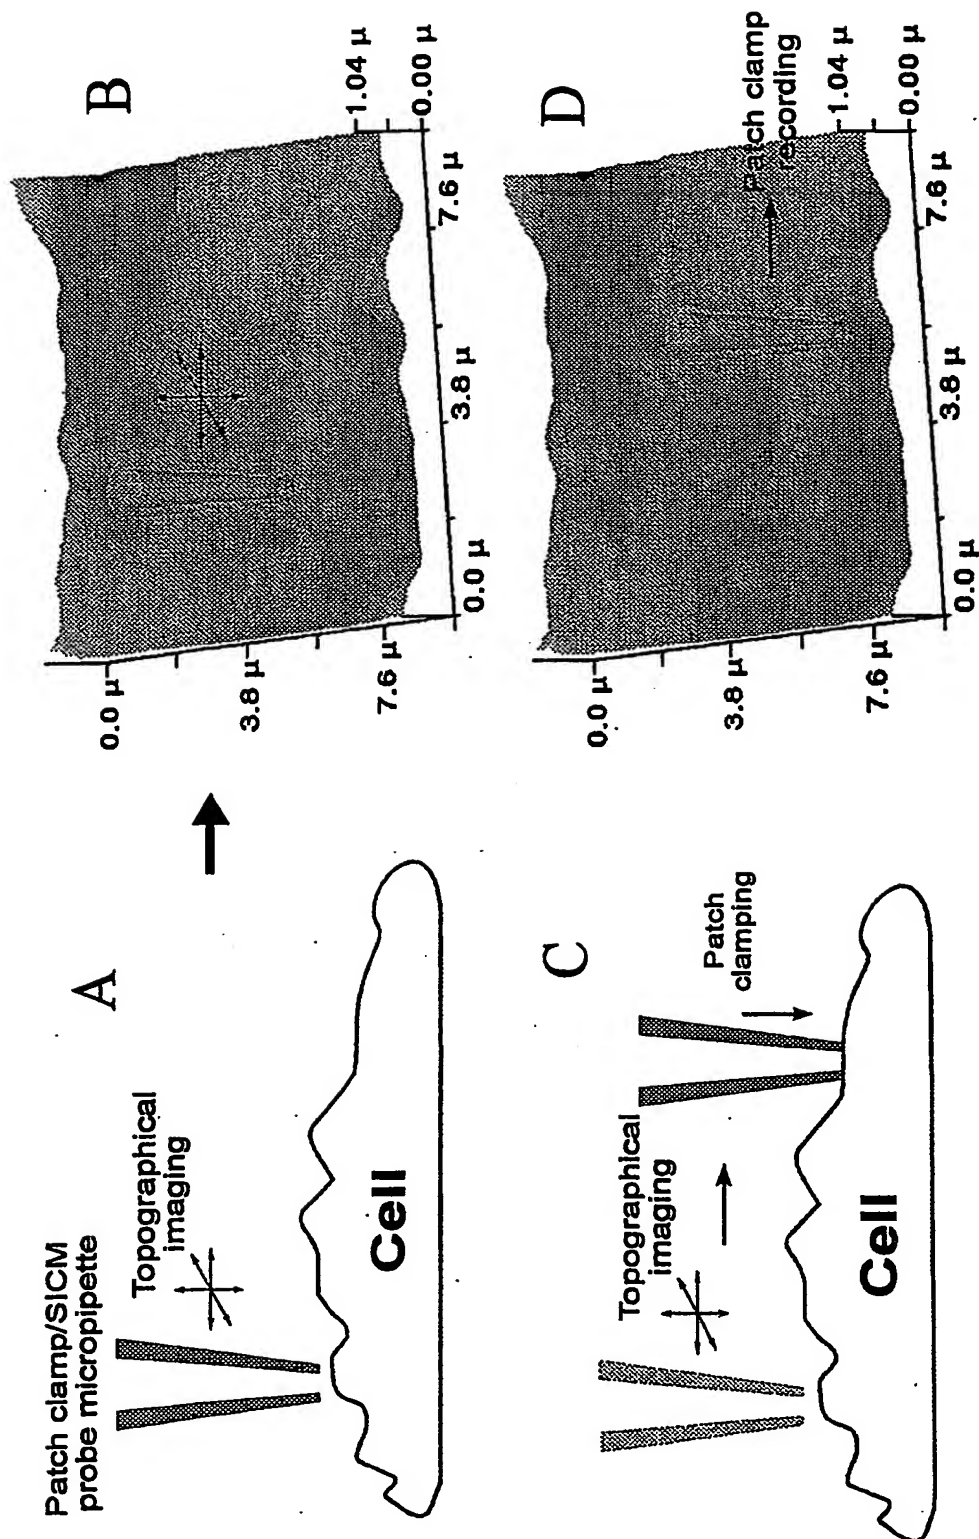 A
Patch clamp/SICM
probe micropipette
Topographical
imaging
Cell
B
0.0 μ
3.8 μ
7.6 μ
0.0 μ
3.8 μ
7.6 μ
1.04 μ
0.00 μ
C
Topographical
imaging
Patch
clamping
Cell
D
Patch clamp
recording
0.0 μ
3.8 μ
7.6 μ
0.0 μ
3.8 μ
7.6 μ
1.04 μ
0.00 μ